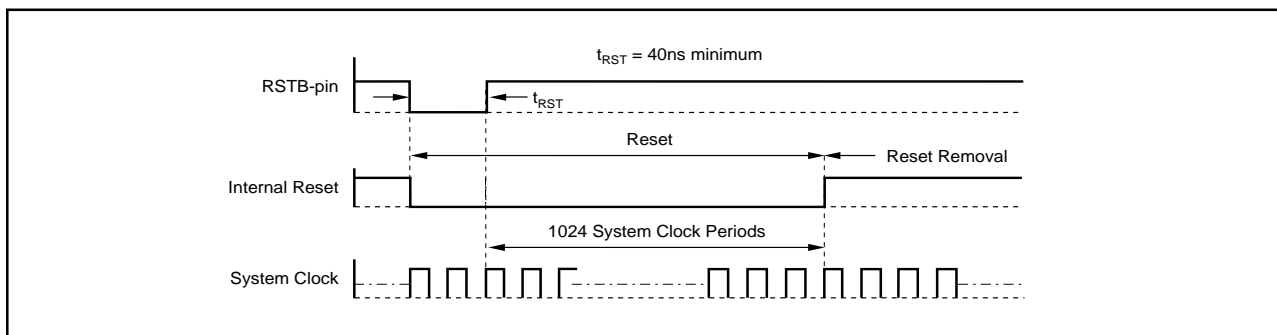 t_RST = 40ns minimum
RSTB-pin
t_RST
Reset
Reset Removal
Internal Reset
1024 System Clock Periods
System Clock